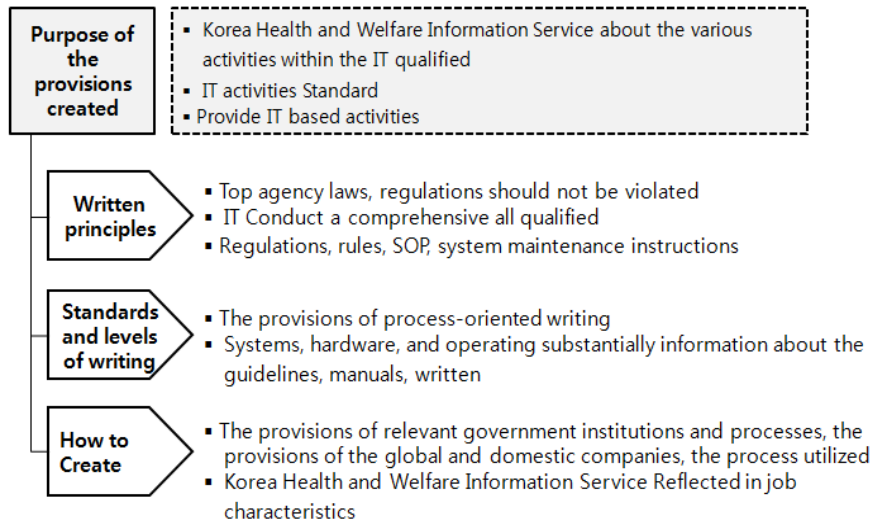 Purpose of
the
provisions
created
▪ Korea Health and Welfare Information Service about the various
activities within the IT qualified
▪ IT activities Standard
▪ Provide IT based activities
Written
principles
▪ Top agency laws, regulations should not be violated
▪ IT Conduct a comprehensive all qualified
▪ Regulations, rules, SOP, system maintenance instructions
Standards
and levels
of writing
▪ The provisions of process-oriented writing
▪ Systems, hardware, and operating substantially information about the
guidelines, manuals, written
How to
Create
▪ The provisions of relevant government institutions and processes, the
provisions of the global and domestic companies, the process utilized
▪ Korea Health and Welfare Information Service Reflected in job
characteristics